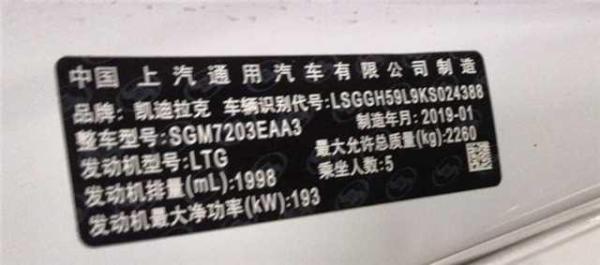 中国 上汽通用汽车有限公司制造
品牌: 凯迪拉克 车辆识别代号:LSGGH59L9KS024388
整车型号:SGM7203EAA3 制造年月:2019-01
发动机型号:LTG 最大允许总质量(kg):2260
发动机排量(mL):1998 乘坐人数:5
发动机最大净功率(kW):193